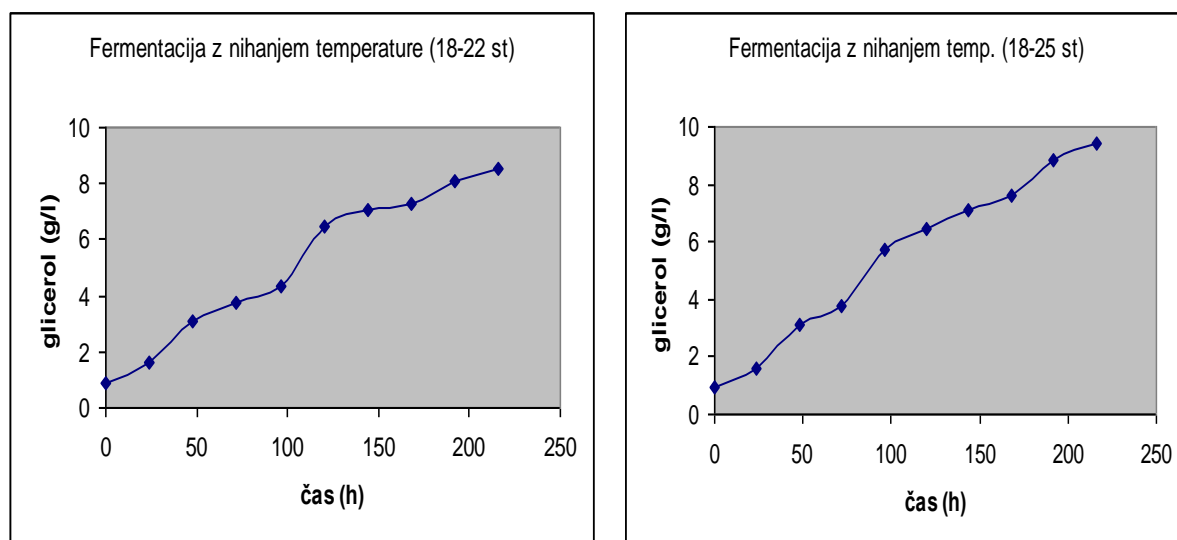 Fermentacija z nihanjem temperature (18-22 st)
10
8
6
4
2
0
glicerol (g/l)
0 50 100 150 200 250
čas (h)
Fermentacija z nihanjem temp. (18-25 st)
10
8
6
4
2
0
glicerol (g/l)
0 50 100 150 200 250
čas (h)